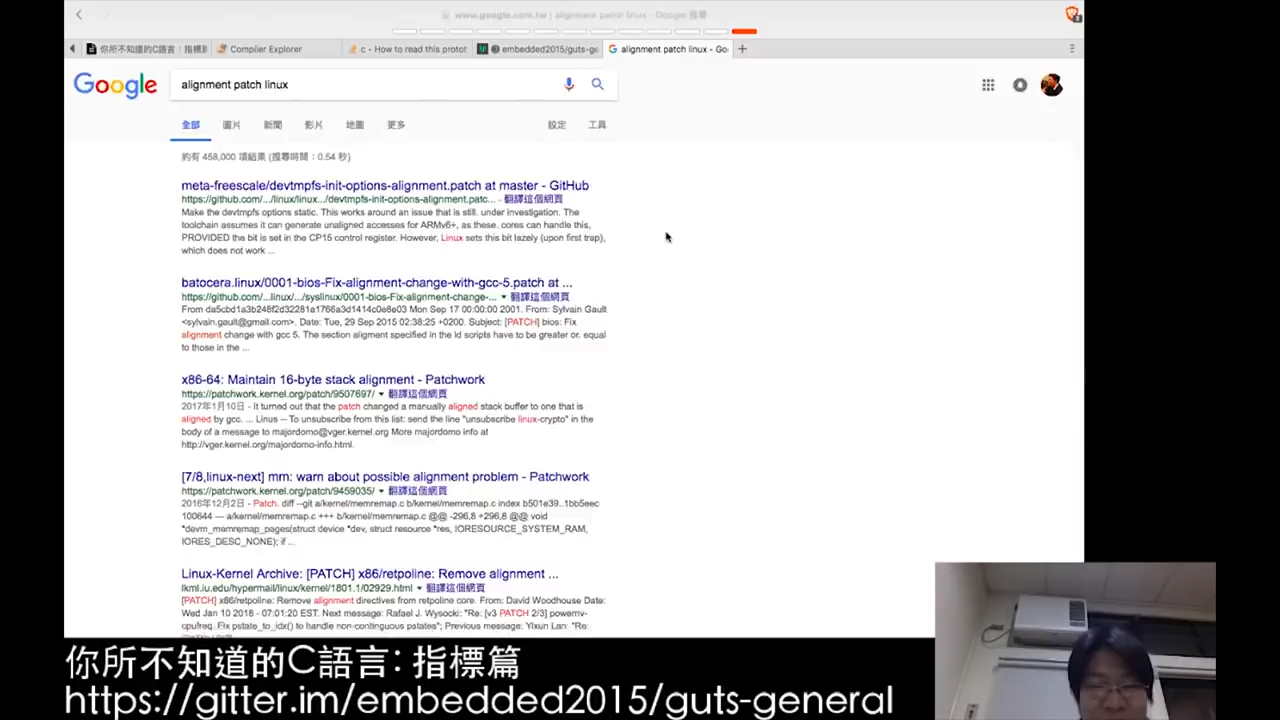 www.google.com.tw | alignment patch linux - Google 搜尋
你所不知道的C語言：指標
Compiler Explorer
c - How to read this protot
embedded2015/guts-ge
alignment patch linux - Go
Google
alignment patch linux
全部 圖片 新聞 影片 地圖 更多 設定 工具
約有 458,000 項結果 (搜尋時間：0.54 秒)
meta-freescale/devtmpfs-init-options-alignment.patch at master - GitHub
https://github.com/.../linux/linux.../devtmpfs-init-options-alignment.patc... - 翻譯這個網頁
Make the devtmpfs options static. This works around an issue that is still. under investigation. The
toolchain assumes it can generate unaligned accesses for ARMv6+, as these. cores can handle this,
PROVIDED the bit is set in the CP15 control register. However, Linux sets this bit lazely (upon first trap),
which does not work ...
batocera.linux/0001-bios-Fix-alignment-change-with-gcc-5.patch at ...
https://github.com/...linux/.../syslinux/0001-bios-Fix-alignment-change-... 翻譯這個網頁
From da5cbd1a3b248f2d32281a1766a3d1414c0e8e03 Mon Sep 17 00:00:00 2001. From: Sylvain Gault
<sylvain.gault@gmail.com>. Date: Tue, 29 Sep 2015 02:38:25 +0200. Subject: [PATCH] bios: Fix
alignment change with gcc 5. The section aligment specified in the ld scripts have to be greater or. equal
to those in the ...
x86-64: Maintain 16-byte stack alignment - Patchwork
https://patchwork.kernel.org/patch/9507697/ 翻譯這個網頁
2017年1月10日 - It turned out that the patch changed a manually aligned stack buffer to one that is
aligned by gcc. ... Linus -- To unsubscribe from this list: send the line "unsubscribe linux-crypto" in the
body of a message to majordomo@vger.kernel.org More majordomo info at
http://vger.kernel.org/majordomo-info.html.
[7/8,linux-next] mm: warn about possible alignment problem - Patchwork
https://patchwork.kernel.org/patch/9459035/ 翻譯這個網頁
2016年12月2日 - Patch. diff --git a/kernel/memremap.c b/kernel/memremap.c index b501e39..1bb5eec
100644 --- a/kernel/memremap.c +++ b/kernel/memremap.c @@ -296,8 +296,8 @@ void
*devm_memremap_pages(struct device *dev, struct resource *res, IORESOURCE_SYSTEM_RAM,
IORES_DESC_NONE); if ...
Linux-Kernel Archive: [PATCH] x86/retpoline: Remove alignment ...
lkml.iu.edu/hypermail/linux/kernel/1801.1/02929.html 翻譯這個網頁
[PATCH] x86/retpoline: Remove alignment directives from retpoline core. From: David Woodhouse Date:
Wed Jan 10 2018 - 07:01:20 EST. Next message: Rafael J. Wysocki: "Re: [v3 PATCH 2/3] powernv-
cpufreq. Fix pstate_to_idx() to handle non-contiguous pstates"; Previous message: Yixun Lan: "Re:
你所不知道的C語言: 指標篇
https://gitter.im/embedded2015/guts-general